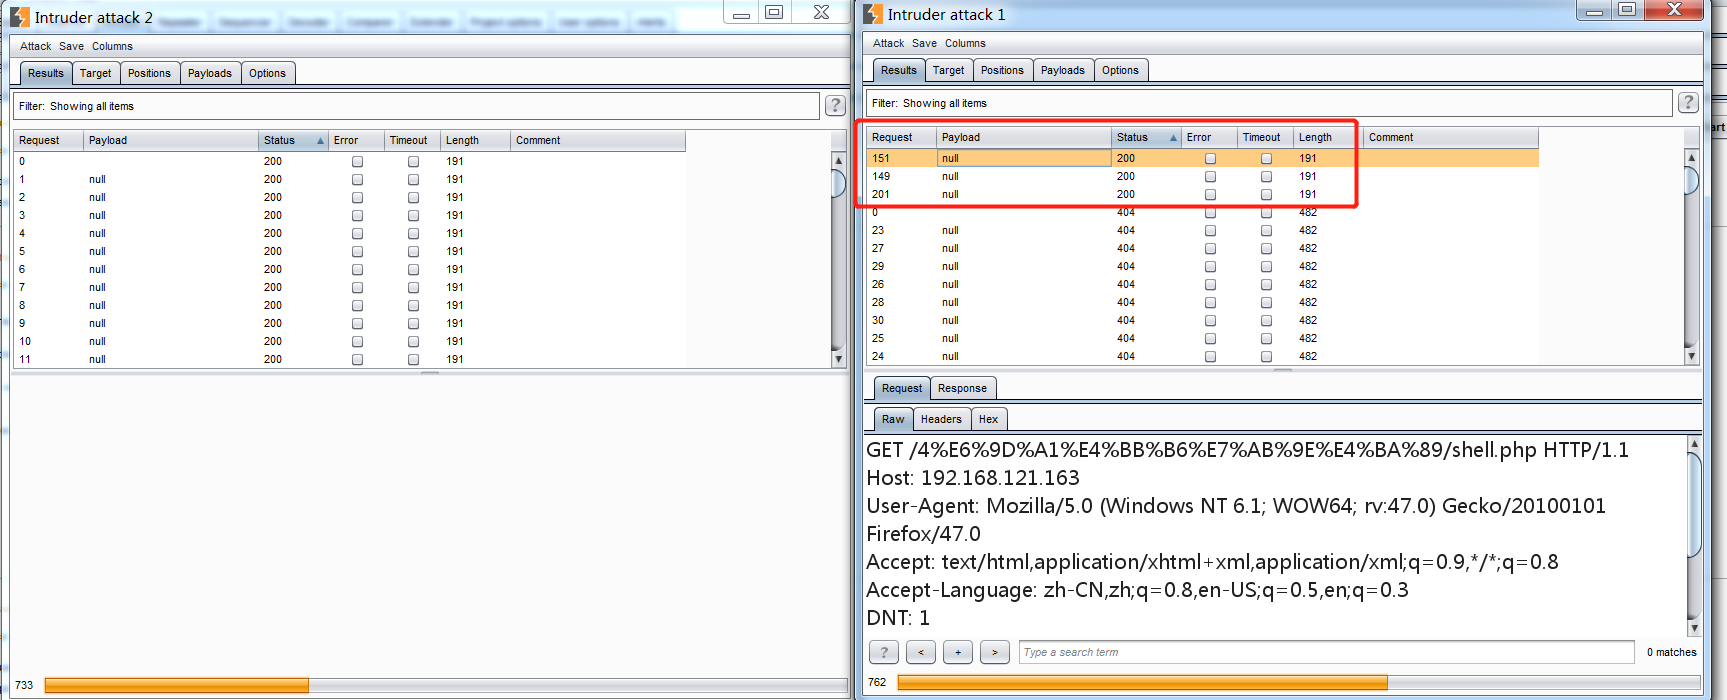 Intruder attack 2
Repeater Sequencer Decoder Comparer Extender Project options User options Alerts
Attack Save Columns
Results Target Positions Payloads Options
Filter: Showing all items
?
Request Payload Status Error Timeout Length Comment
0 200 191
1 null 200 191
2 null 200 191
3 null 200 191
4 null 200 191
5 null 200 191
6 null 200 191
7 null 200 191
8 null 200 191
9 null 200 191
10 null 200 191
11 null 200 191
733
Intruder attack 1
Attack Save Columns
Results Target Positions Payloads Options
Filter: Showing all items
?
Request Payload Status Error Timeout Length Comment
151 null 200 191
149 null 200 191
201 null 200 191
0 404 482
23 null 404 482
27 null 404 482
29 null 404 482
26 null 404 482
28 null 404 482
30 null 404 482
25 null 404 482
24 null 404 482
Request Response
Raw Headers Hex
GET /4%E6%9D%A1%E4%BB%B6%E7%AB%9E%E4%BA%89/shell.php HTTP/1.1
Host: 192.168.121.163
User-Agent: Mozilla/5.0 (Windows NT 6.1; WOW64; rv:47.0) Gecko/20100101
Firefox/47.0
Accept: text/html,application/xhtml+xml,application/xml;q=0.9,*/*;q=0.8
Accept-Language: zh-CN,zh;q=0.8,en-US;q=0.5,en;q=0.3
DNT: 1
? < + > Type a search term 0 matches
762
art